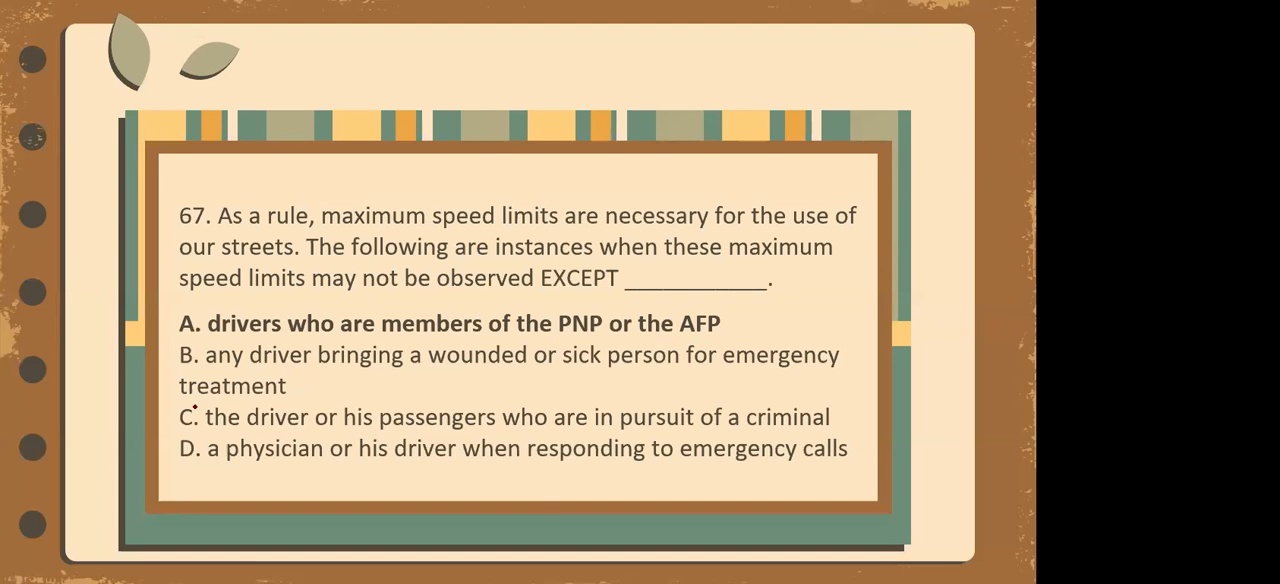 67. As a rule, maximum speed limits are necessary for the use of
our streets. The following are instances when these maximum
speed limits may not be observed EXCEPT ____________.
A. drivers who are members of the PNP or the AFP
B. any driver bringing a wounded or sick person for emergency
treatment
C. the driver or his passengers who are in pursuit of a criminal
D. a physician or his driver when responding to emergency calls